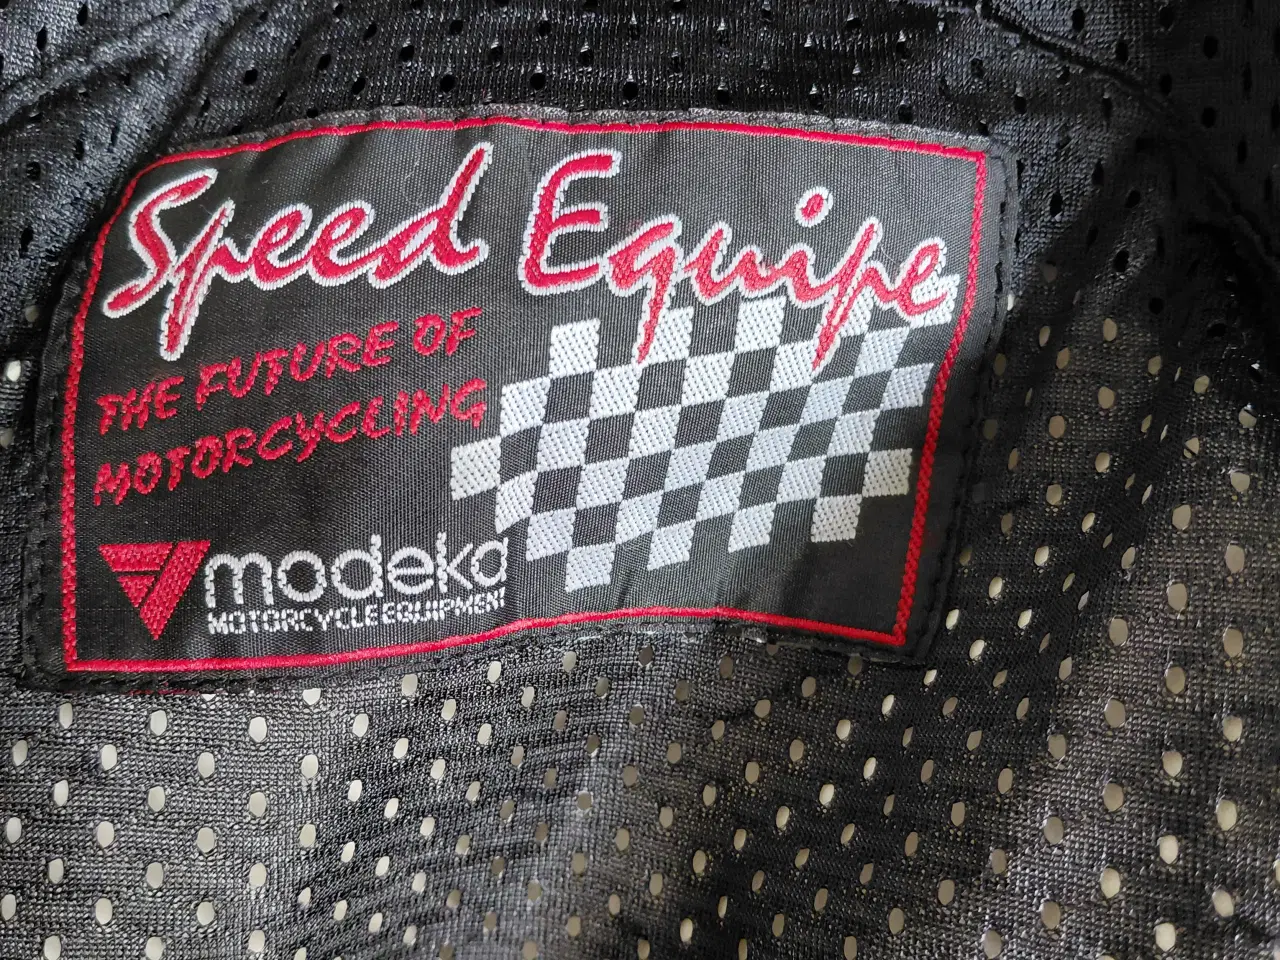 Speed Equipe
THE FUTURE OF
MOTORCYCLING
modeka
MOTORCYCLE EQUIPMENT